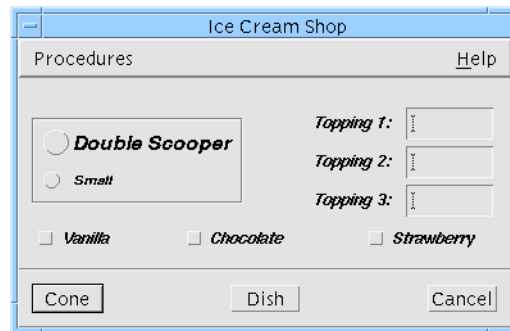 Ice Cream Shop
Procedures Help
Topping 1:
Double Scooper
Topping 2:
Small
Topping 3:
Vanilla Chocolate Strawberry
Cone Dish Cancel